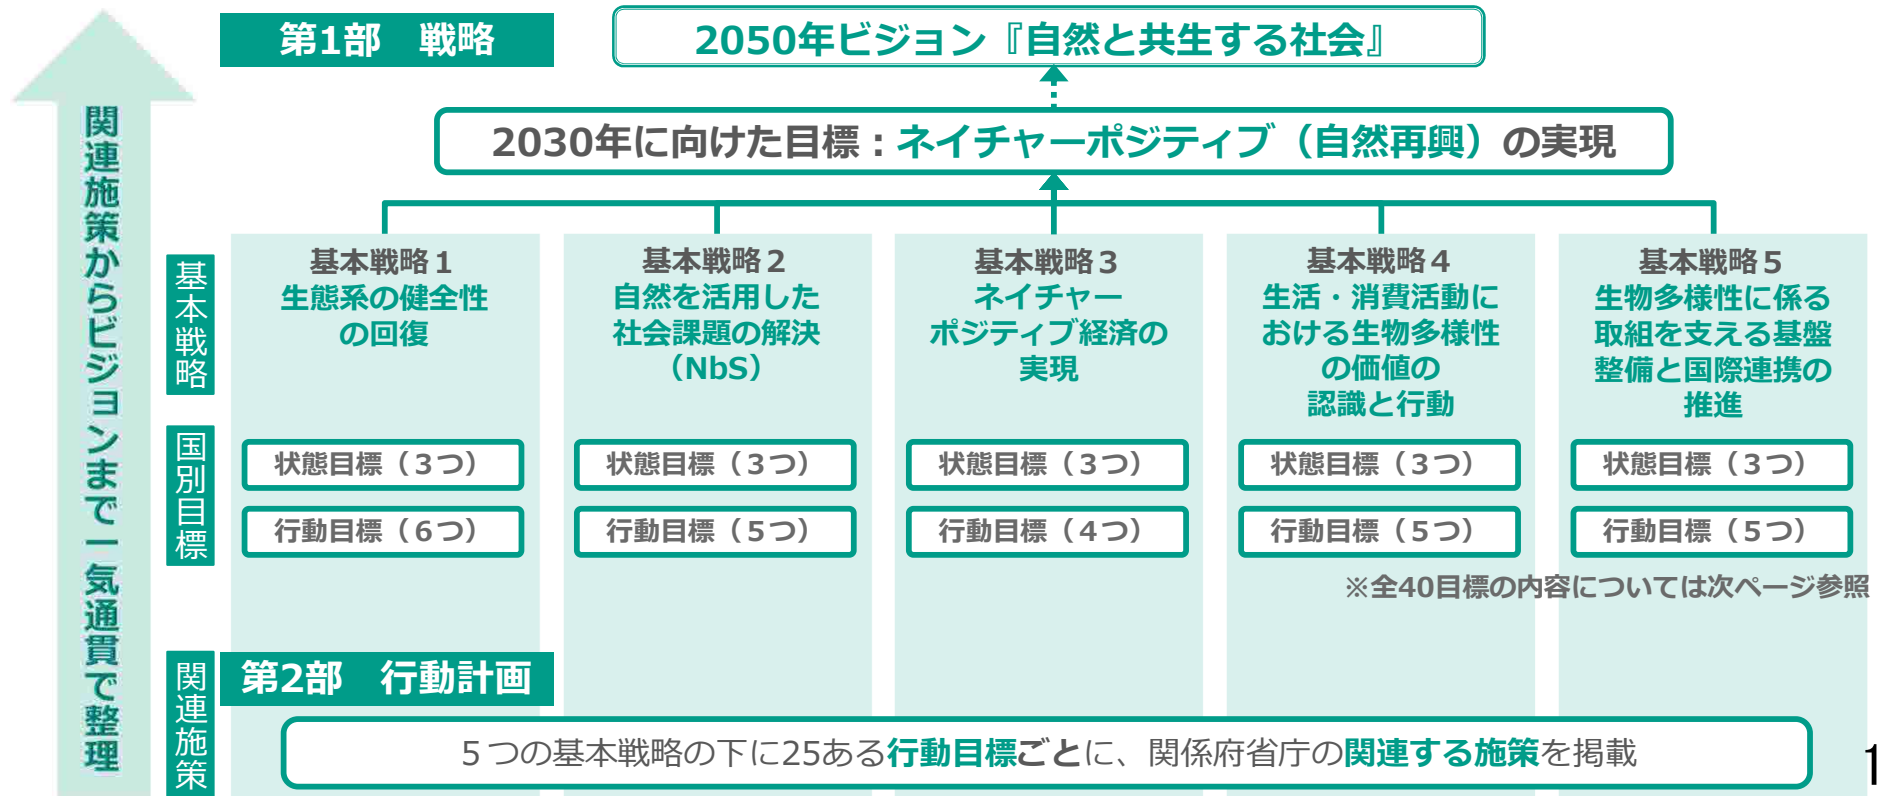 第1部　戦略
2050年ビジョン『自然と共生する社会』
2030年に向けた目標：ネイチャーポジティブ（自然再興）の実現
関連施策からビジョンまで一気通貫で整理
基本戦略
基本戦略１
生態系の健全性
の回復
基本戦略２
自然を活用した
社会課題の解決
（NbS）
基本戦略３
ネイチャー
ポジティブ経済の
実現
基本戦略４
生活・消費活動に
おける生物多様性
の価値の
認識と行動
基本戦略５
生物多様性に係る
取組を支える基盤
整備と国際連携の
推進
国別目標
状態目標（３つ）
状態目標（３つ）
状態目標（３つ）
状態目標（３つ）
状態目標（３つ）
行動目標（６つ）
行動目標（５つ）
行動目標（４つ）
行動目標（５つ）
行動目標（５つ）
※全40目標の内容については次ページ参照
関連施策
第2部　行動計画
５つの基本戦略の下に25ある行動目標ごとに、関係府省庁の関連する施策を掲載
1